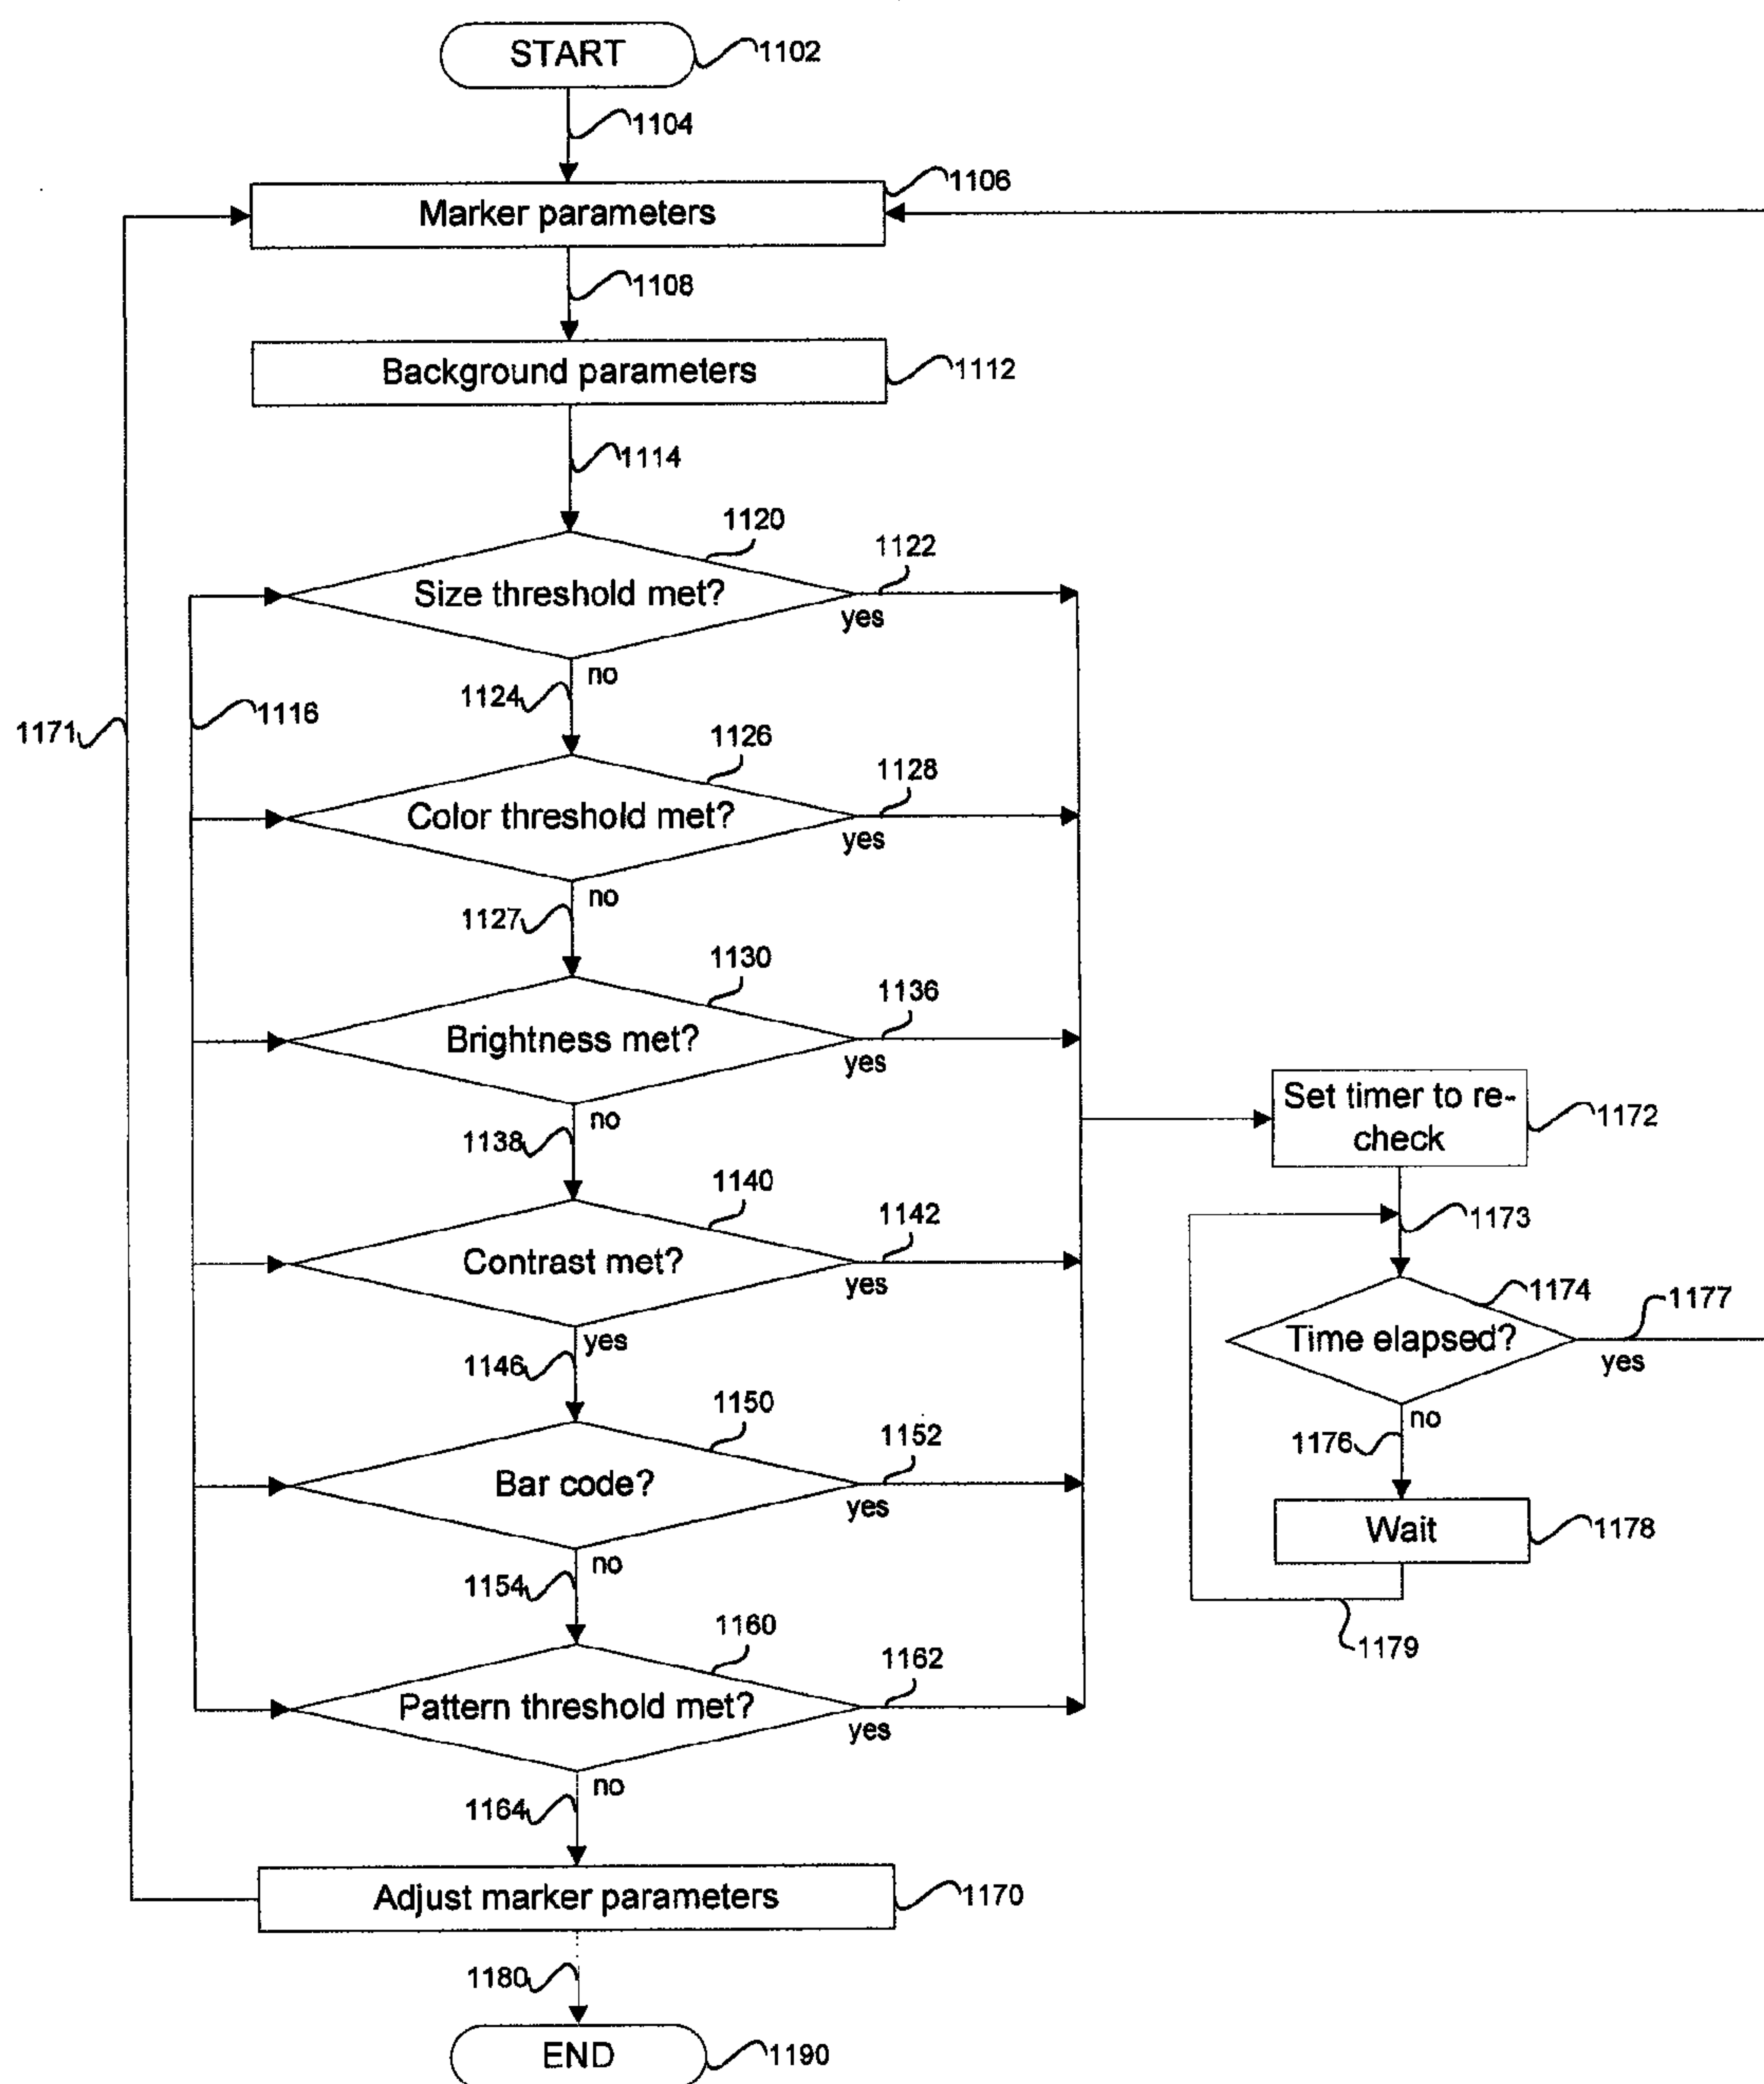 START
1102
1104
1106
Marker parameters
1108
Background parameters
1112
1114
1120
1122
Size threshold met?
yes
no
1124
1116
1171
1126
1128
Color threshold met?
yes
no
1127
1130
1136
Brightness met?
yes
no
1138
Set timer to re-
check
1172
1140
1142
Contrast met?
yes
yes
1146
1173
1174
1177
Time elapsed?
yes
no
1176
1150
1152
Bar code?
yes
no
1154
Wait
1178
1179
1160
1162
Pattern threshold met?
yes
no
1164
Adjust marker parameters
1170
1180
END
1190